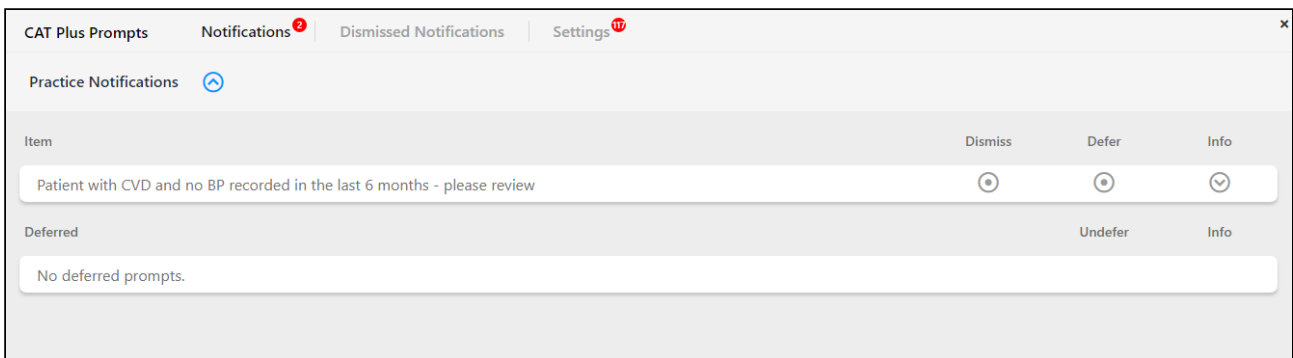 CAT Plus Prompts Notifications 2 Dismissed Notifications Settings 117 ×
Practice Notifications
Item Dismiss Defer Info
Patient with CVD and no BP recorded in the last 6 months - please review
Deferred Undefer Info
No deferred prompts.